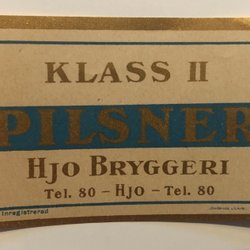 KLASS II
PILSNER
HJO BRYGGERI
Tel. 80 – HJO – Tel. 80
Inregistrerad